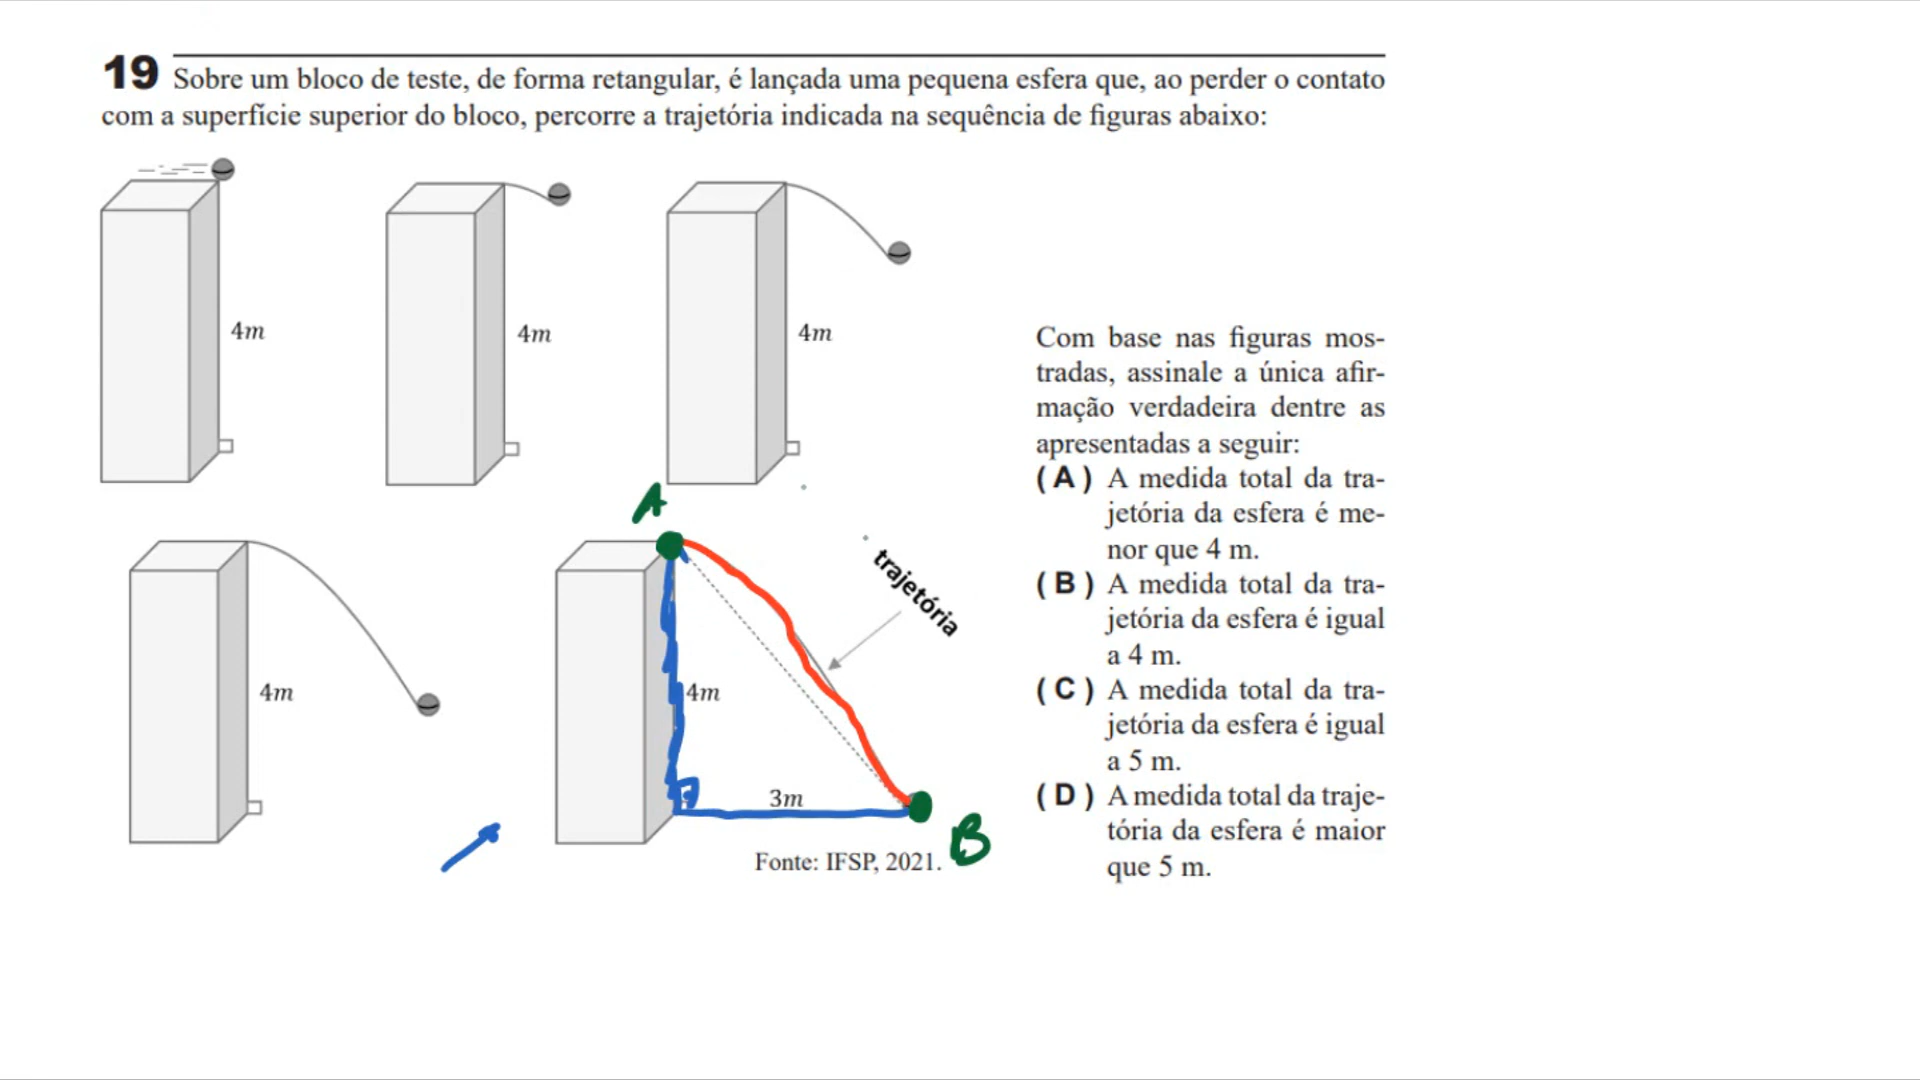 19 Sobre um bloco de teste, de forma retangular, é lançada uma pequena esfera que, ao perder o contato
com a superfície superior do bloco, percorre a trajetória indicada na sequência de figuras abaixo:
4m
4m
4m
Com base nas figuras mos-
tradas, assinale a única afir-
mação verdadeira dentre as
apresentadas a seguir:
(A) A medida total da tra-
jetória da esfera é me-
nor que 4 m.
(B) A medida total da tra-
jetória da esfera é igual
a 4 m.
(C) A medida total da tra-
jetória da esfera é igual
a 5 m.
(D) A medida total da traje-
tória da esfera é maior
que 5 m.
4m
A
trajetória
4m
3m
B
Fonte: IFSP, 2021.